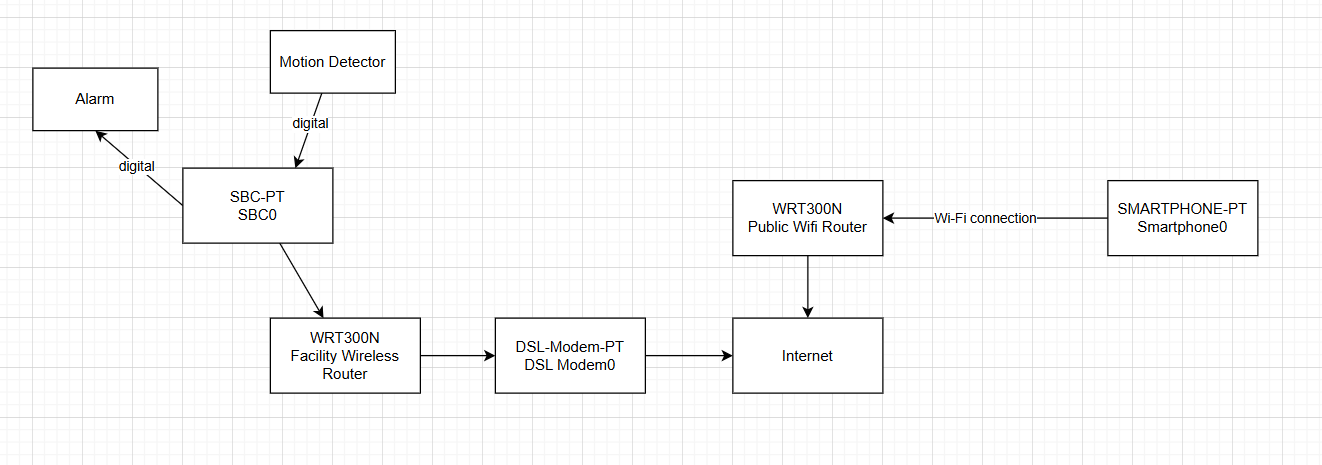 Motion Detector
Alarm
digital
digital
SBC-PT
SBC0
WRT300N
Public Wifi Router
Wi-Fi connection
SMARTPHONE-PT
Smartphone0
WRT300N
Facility Wireless
Router
DSL-Modem-PT
DSL Modem0
Internet